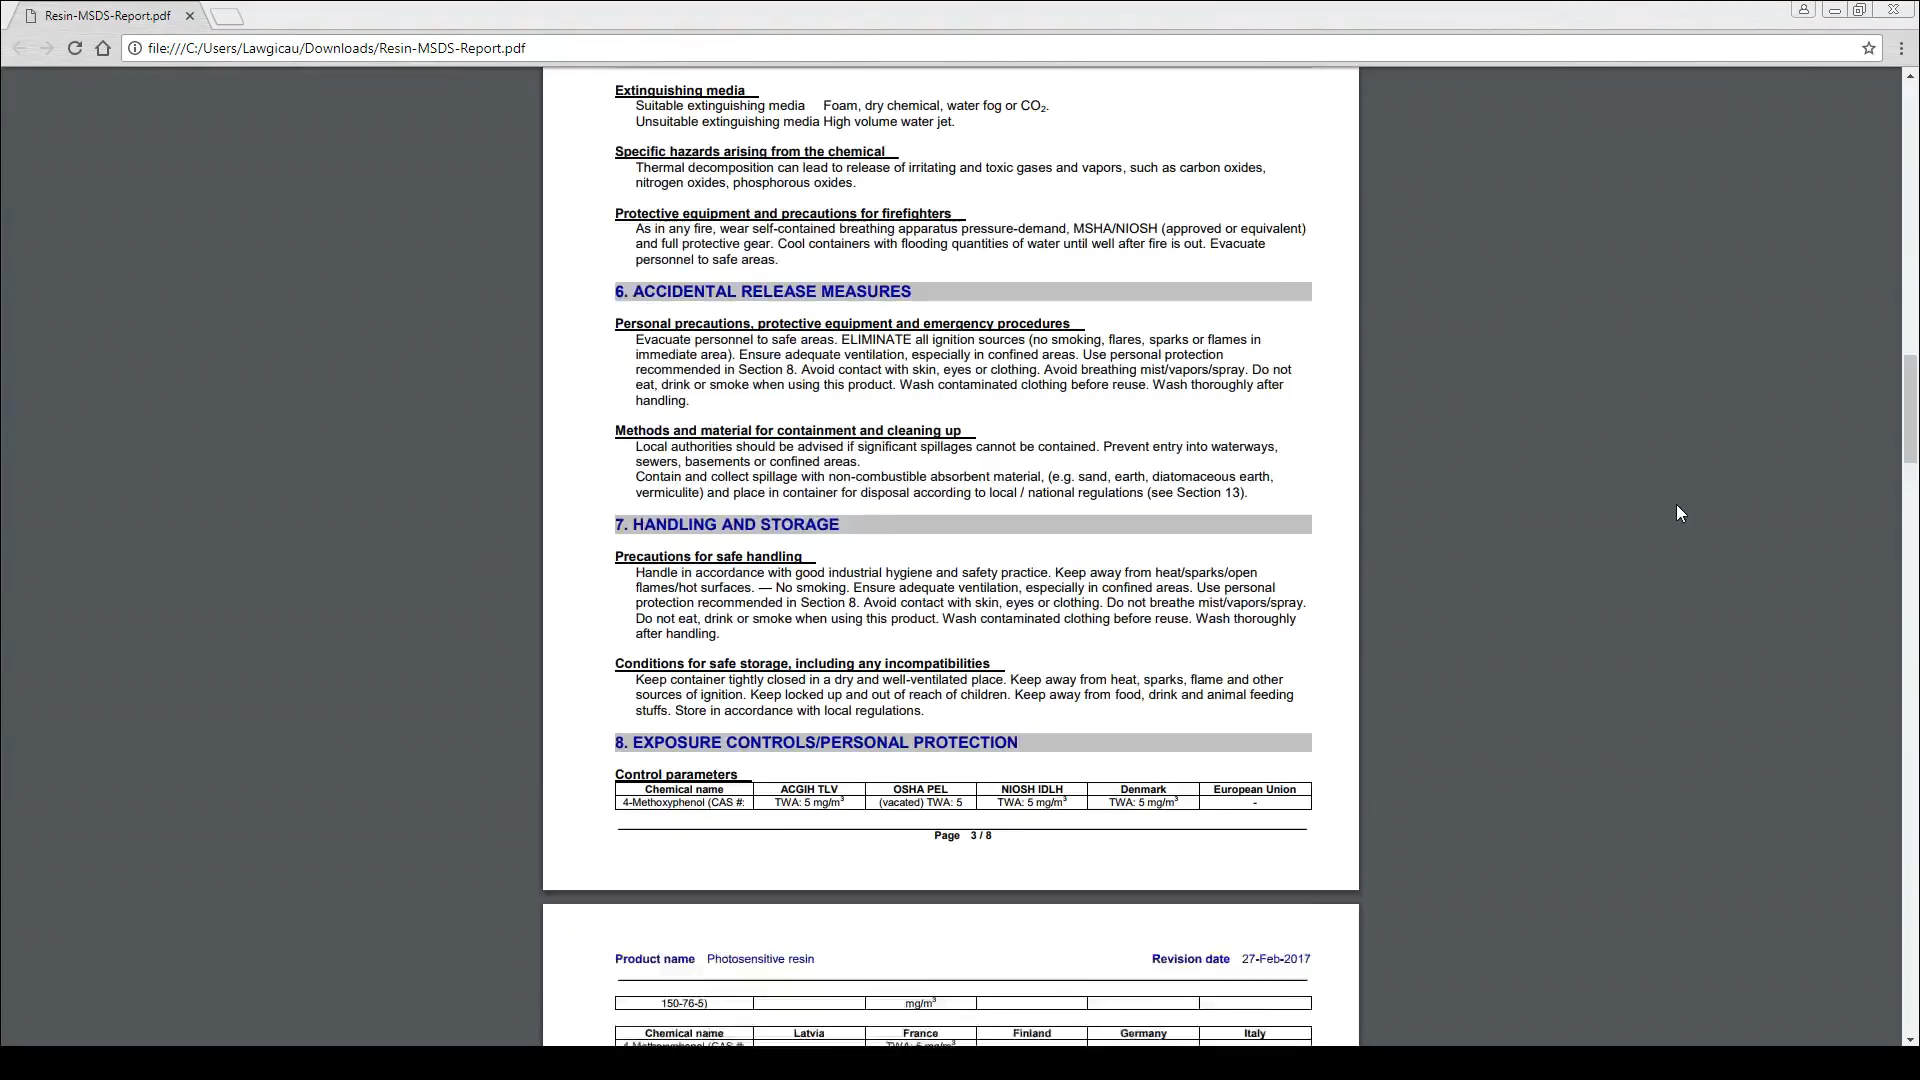 Resin-MSDS-Report.pdf
file:///C:/Users/Lawgicau/Downloads/Resin-MSDS-Report.pdf
Extinguishing media
Suitable extinguishing media Foam, dry chemical, water fog or CO₂.
Unsuitable extinguishing media High volume water jet.
Specific hazards arising from the chemical
Thermal decomposition can lead to release of irritating and toxic gases and vapors, such as carbon oxides,
nitrogen oxides, phosphorous oxides.
Protective equipment and precautions for firefighters
As in any fire, wear self-contained breathing apparatus pressure-demand, MSHA/NIOSH (approved or equivalent)
and full protective gear. Cool containers with flooding quantities of water until well after fire is out. Evacuate
personnel to safe areas.
6. ACCIDENTAL RELEASE MEASURES
Personal precautions, protective equipment and emergency procedures
Evacuate personnel to safe areas. ELIMINATE all ignition sources (no smoking, flares, sparks or flames in
immediate area). Ensure adequate ventilation, especially in confined areas. Use personal protection
recommended in Section 8. Avoid contact with skin, eyes or clothing. Avoid breathing mist/vapors/spray. Do not
eat, drink or smoke when using this product. Wash contaminated clothing before reuse. Wash thoroughly after
handling.
Methods and material for containment and cleaning up
Local authorities should be advised if significant spillages cannot be contained. Prevent entry into waterways,
sewers, basements or confined areas.
Contain and collect spillage with non-combustible absorbent material, (e.g. sand, earth, diatomaceous earth,
vermiculite) and place in container for disposal according to local / national regulations (see Section 13).
7. HANDLING AND STORAGE
Precautions for safe handling
Handle in accordance with good industrial hygiene and safety practice. Keep away from heat/sparks/open
flames/hot surfaces. — No smoking. Ensure adequate ventilation, especially in confined areas. Use personal
protection recommended in Section 8. Avoid contact with skin, eyes or clothing. Do not breathe mist/vapors/spray.
Do not eat, drink or smoke when using this product. Wash contaminated clothing before reuse. Wash thoroughly
after handling.
Conditions for safe storage, including any incompatibilities
Keep container tightly closed in a dry and well-ventilated place. Keep away from heat, sparks, flame and other
sources of ignition. Keep locked up and out of reach of children. Keep away from food, drink and animal feeding
stuffs. Store in accordance with local regulations.
8. EXPOSURE CONTROLS/PERSONAL PROTECTION
Control parameters
Chemical name ACGIH TLV OSHA PEL NIOSH IDLH Denmark European Union
4-Methoxyphenol (CAS #: TWA: 5 mg/m³ (vacated) TWA: 5 TWA: 5 mg/m³ TWA: 5 mg/m³ -
Page 3 / 8
Product name Photosensitive resin Revision date 27-Feb-2017
150-76-5) mg/m³
Chemical name Latvia France Finland Germany Italy
4-Methoxyphenol (CAS #: TWA: 5 mg/m³